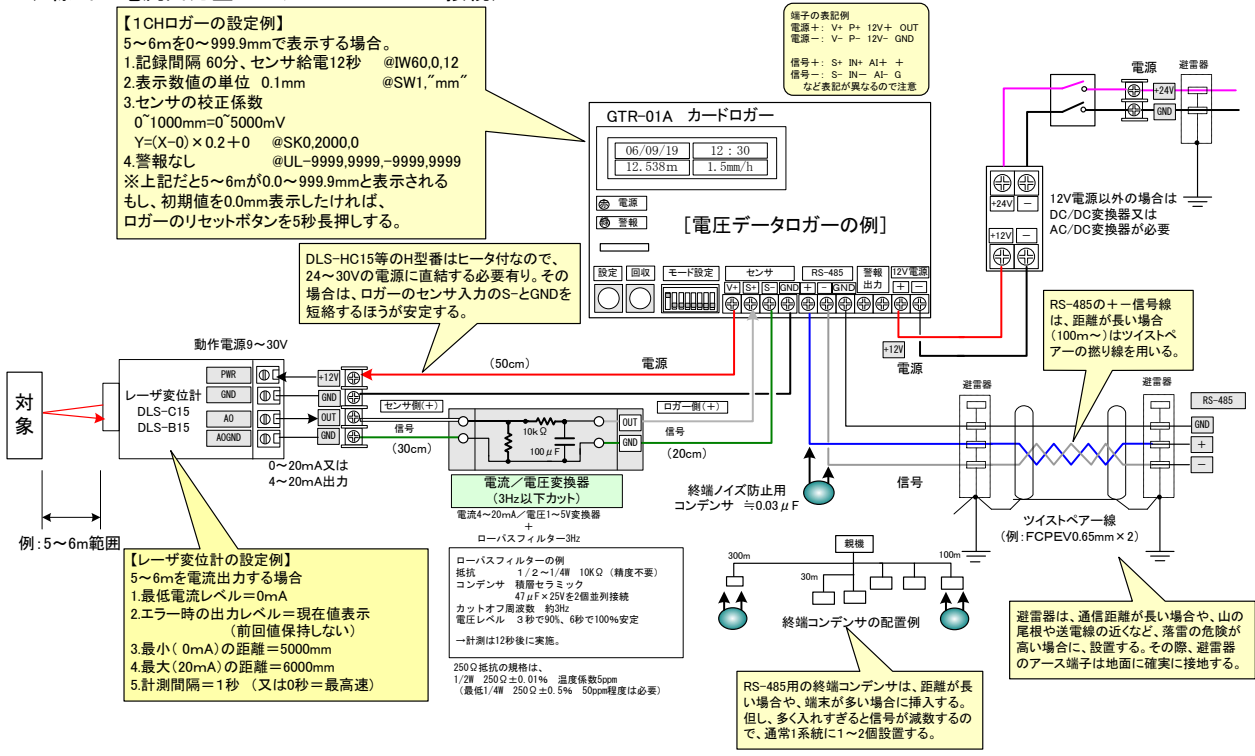 【1CHロガーの設定例】
5～6mを0～999.9mmで表示する場合。
1.記録間隔 60分、センサ給電12秒　@IW60,0,12
2.表示数値の単位 0.1mm　@SW1,"mm"
3.センサの校正係数
0~1000mm=0~5000mV
Y=(X-0)×0.2+0　@SK0,2000,0
4.警報なし　@UL-9999,9999,-9999,9999
※上記だと5～6mが0.0～999.9mmと表示される
もし、初期値を0.0mm表示したければ、
ロガーのリセットボタンを5秒長押しする。
端子の表記例
電源＋: V+ P+ 12V+ OUT
電源－: V- P- 12V- GND
信号＋: S+ IN+ AI+ +
信号－: S- IN- AI- G
など表記が異なるので注意
GTR-01A カードロガー
06/09/19 12：30
12.538m 1.5mm/h
電源
警報
[電圧データロガーの例]
設定 回収 モード設定 センサ RS-485 警報出力 12V電源
V+ S+ S- GND + - GND + －
電源
避雷器
+24V
GND
+24V －
+12V －
12V電源以外の場合は
DC/DC変換器又は
AC/DC変換器が必要
DLS-HC15等のH型番はヒータ付なので、
24～30Vの電源に直結する必要有り。その
場合は、ロガーのセンサ入力のS-とGNDを
短絡するほうが安定する。
RS-485の＋－信号線
は、距離が長い場合
(100m～)はツイストペ
アーの撚り線を用いる。
+12V
電源
動作電源9～30V
(50cm)
電源
対象
レーザ変位計
DLS-C15
DLS-B15
PWR
GND
AO
AOGND
+12V
GND
OUT
GND
センサ側(+)
信号
(30cm)
10kΩ
100μF
OUT
GND
ロガー側(+)
信号
(20cm)
0～20mA又は
4～20mA出力
電流／電圧変換器
(3Hz以下カット)
電流4～20mA／電圧1～5V変換器
+
ローパスフィルター3Hz
終端ノイズ防止用
コンデンサ ≒0.03μF
信号
避雷器
避雷器
RS-485
GND
＋
－
ツイストペアー線
(例:FCPEV0.65mm×2)
例:5～6m範囲
【レーザ変位計の設定例】
5～6mを電流出力する場合
1.最低電流レベル＝0mA
2.エラー時の出力レベル＝現在値表示
(前回値保持しない)
3.最小( 0mA)の距離＝5000mm
4.最大(20mA)の距離＝6000mm
5.計測間隔＝1秒 (又は0秒＝最高速)
ローパスフィルターの例
抵抗　1/2～1/4W 10KΩ (精度不要)
コンデンサ 積層セラミック
47μF×25Vを2個並列接続
カットオフ周波数 約3Hz
電圧レベル 3秒で90%、6秒で100%安定
→計測は12秒後に実施。
250Ω抵抗の規格は、
1/2W 250Ω±0.01% 温度係数5ppm
(最低1/4W 250Ω±0.5% 50ppm程度は必要)
親機
300m
30m
100m
終端コンデンサの配置例
RS-485用の終端コンデンサは、距離が長
い場合や、端末が多い場合に挿入する。
但し、多く入れすぎると信号が減数するの
で、通常1系統に1～2個設置する。
避雷器は、通信距離が長い場合や、山の
尾根や送電線の近くなど、落雷の危険が
高い場合に、設置する。その際、避雷器
のアース端子は地面に確実に接地する。